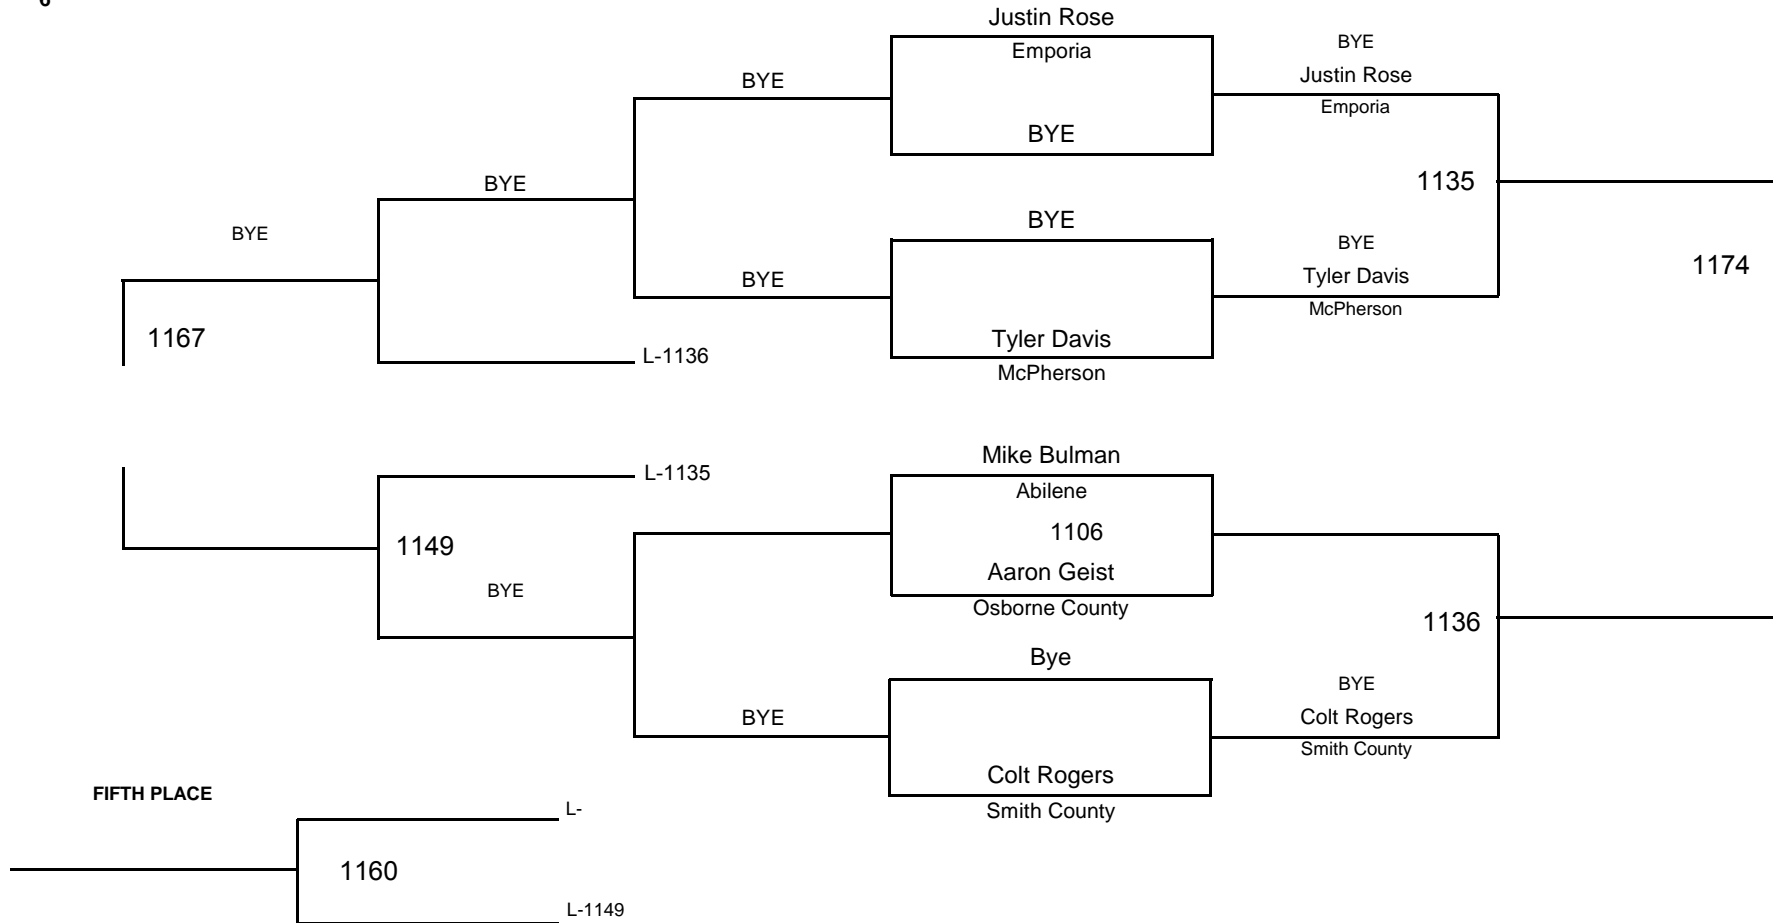 6
Justin Rose
Emporia
BYE
BYE
Justin Rose
Emporia
BYE
BYE
1135
BYE
BYE
BYE
Tyler Davis
McPherson
1174
BYE
1167
Tyler Davis
McPherson
L-1136
Mike Bulman
Abilene
L-1135
1106
1149
Aaron Geist
Osborne County
BYE
1136
Bye
BYE
Colt Rogers
Smith County
BYE
Colt Rogers
Smith County
FIFTH PLACE
L-
1160
L-1149